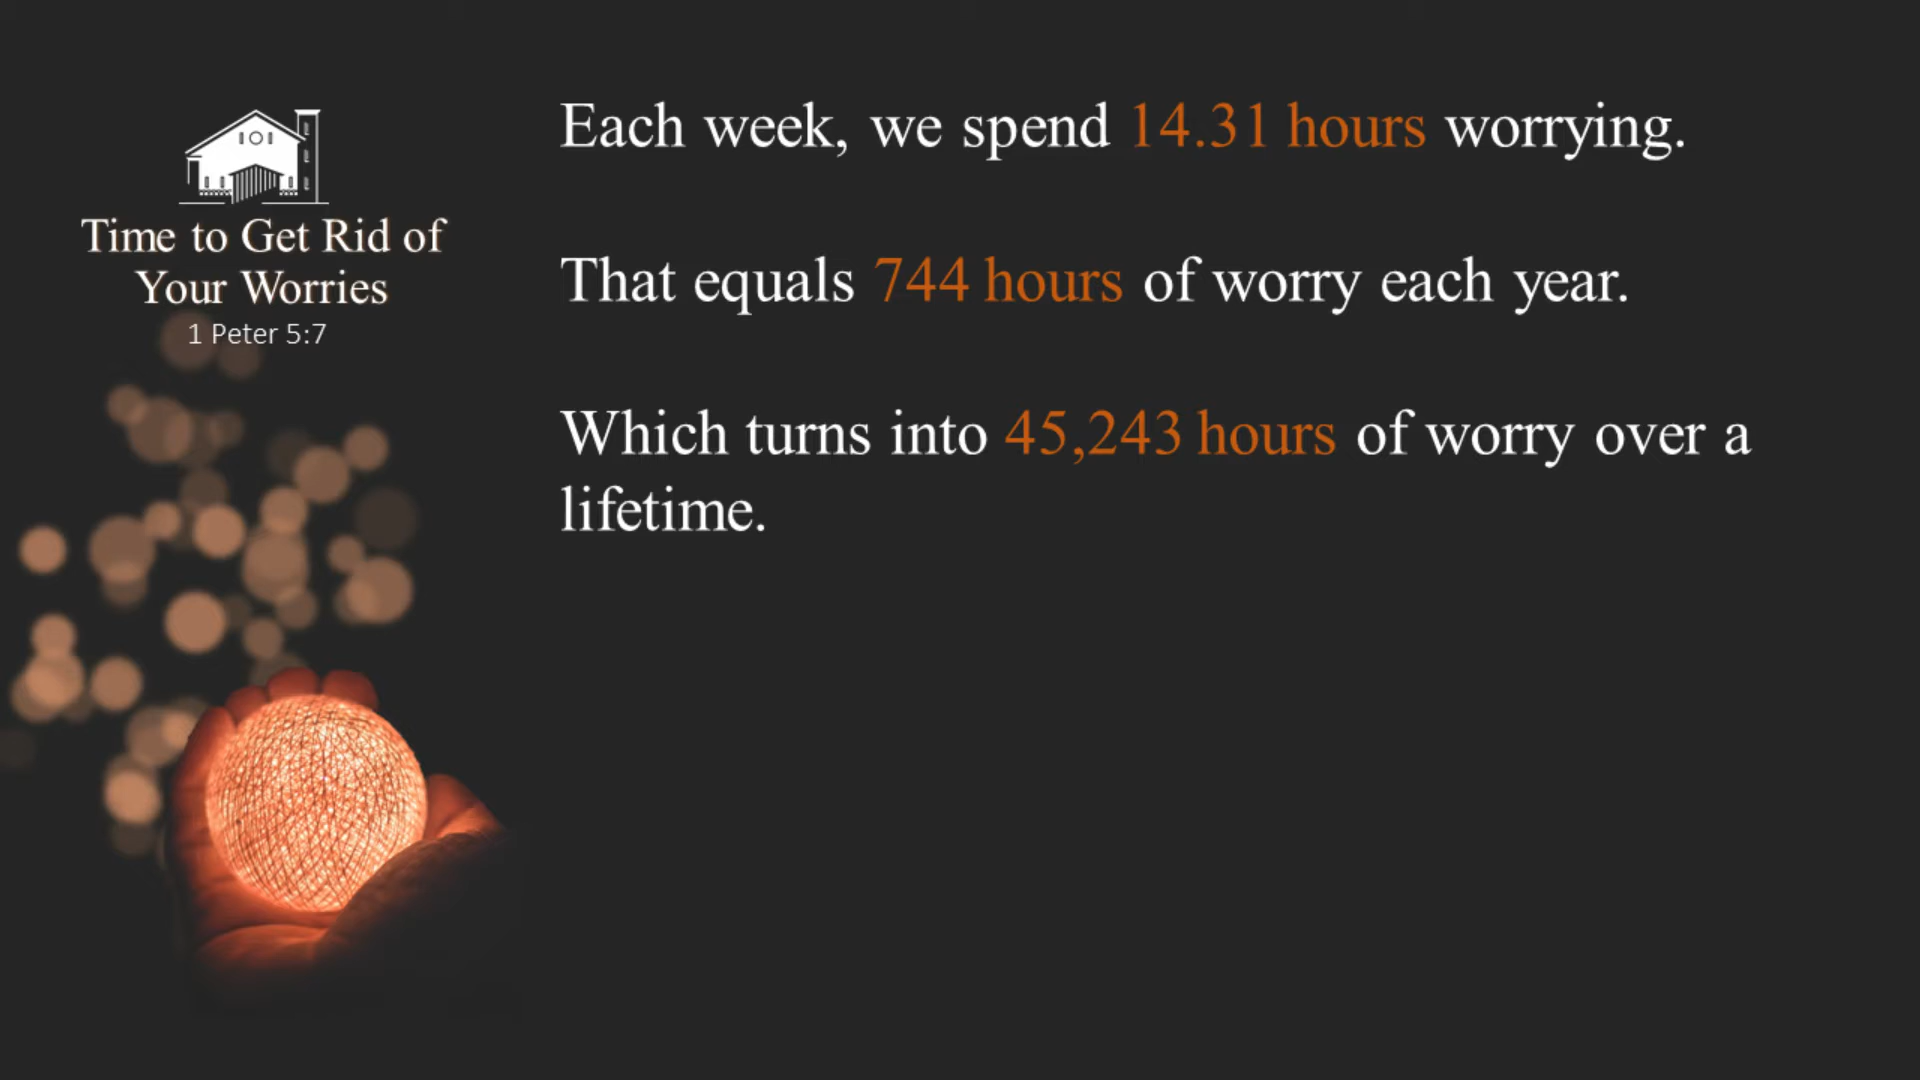 Time to Get Rid of
Your Worries
1 Peter 5:7
Each week, we spend 14.31 hours worrying.
That equals 744 hours of worry each year.
Which turns into 45,243 hours of worry over a
lifetime.